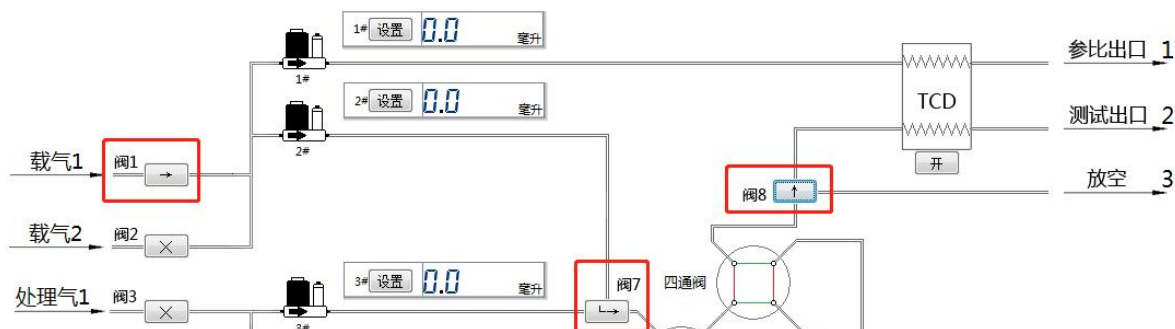 1# 设置 0.0 毫升
参比出口 1
1#
2# 设置 0.0 毫升
TCD
测试出口 2
2#
载气1 阀1 →
开
放空 3
阀8 ↑
载气2 阀2 ×
3# 设置 0.0 毫升
阀7
四通阀
处理气1 阀3 ×
3#